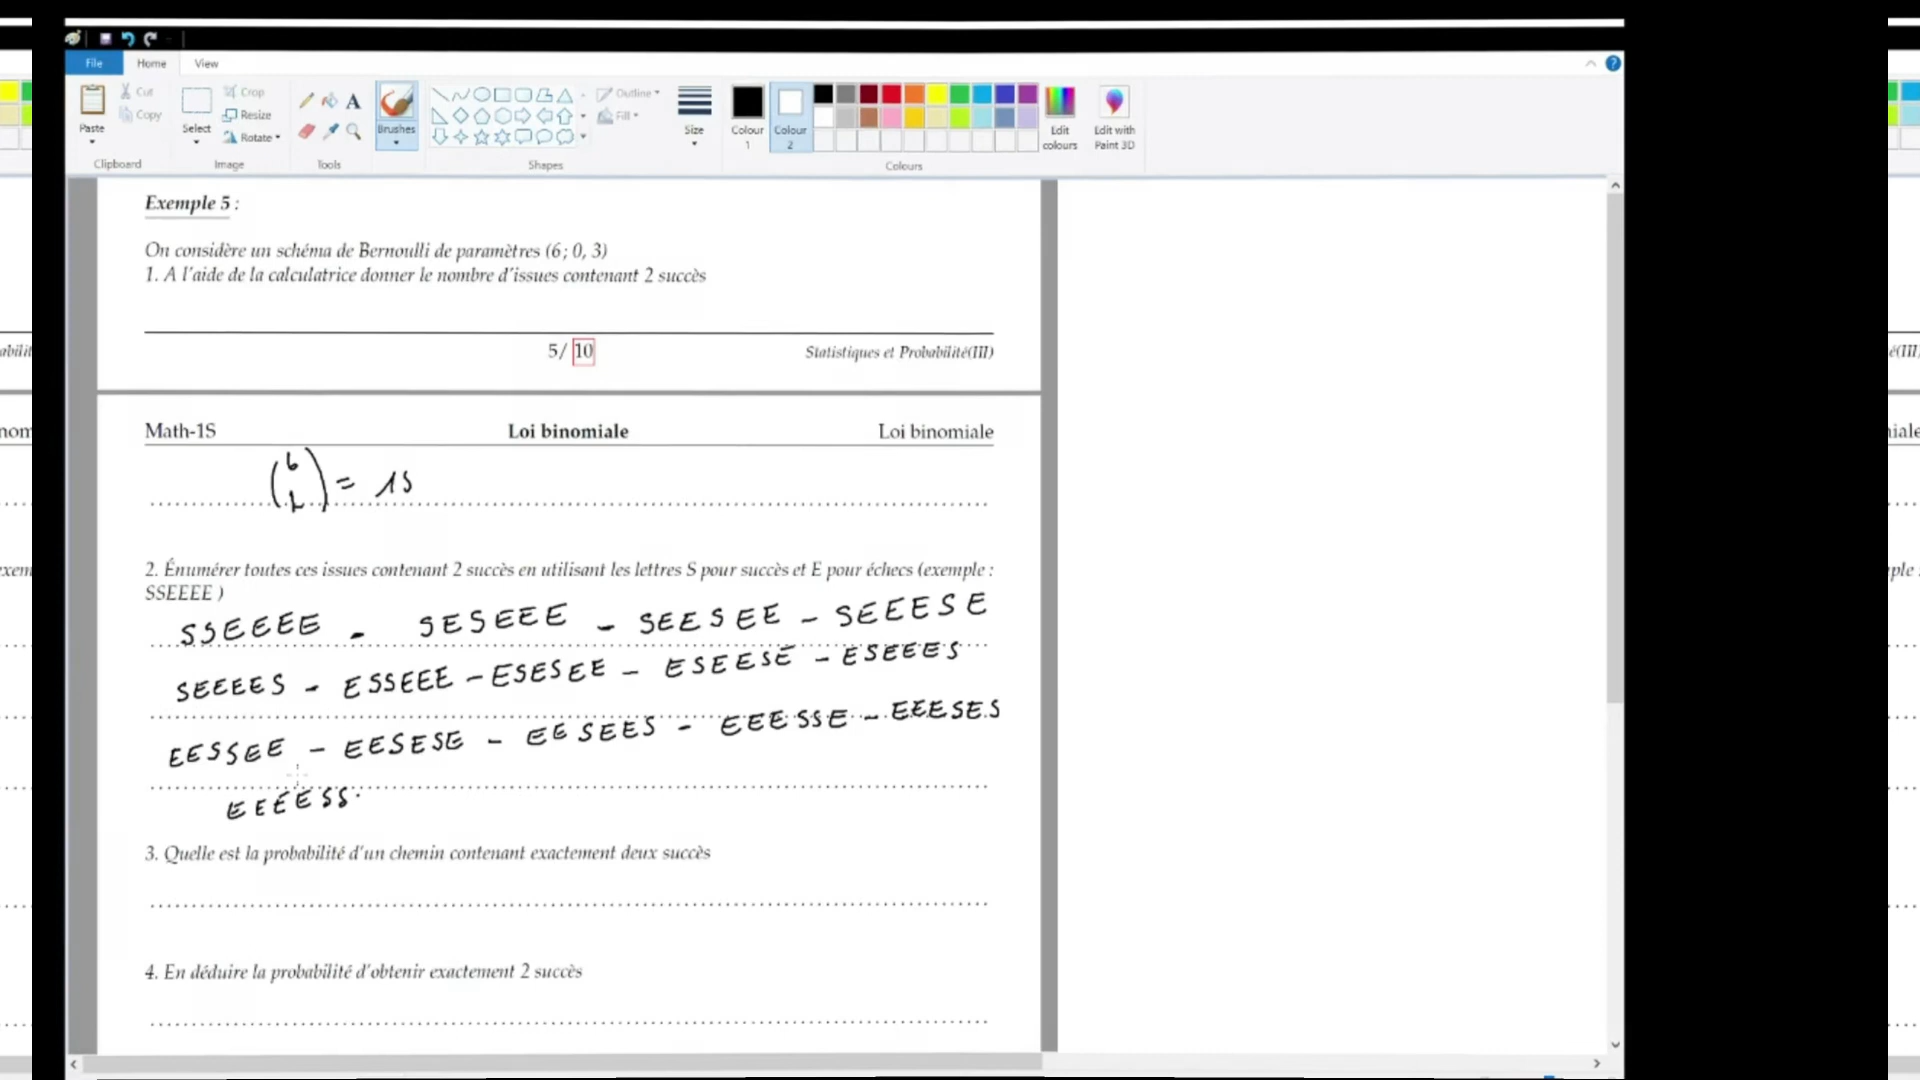 File Home View
Paste Cut Copy Clipboard
Select Crop Resize Rotate Image
A Tools
Brushes
Shapes Outline Fill
Size
Colour 1 Colour 2 Edit colours Edit with Paint 3D Colours
Exemple 5 :
On considère un schéma de Bernoulli de paramètres (6 ; 0, 3)
1. A l'aide de la calculatrice donner le nombre d'issues contenant 2 succès
5/ 10 Statistiques et Probabilité(III)
Math-1S Loi binomiale Loi binomiale
(6 2) = 15
2. Énumérer toutes ces issues contenant 2 succès en utilisant les lettres S pour succès et E pour échecs (exemple :
SSEEEE )
SSEEEE - SESEEE - SEESEE - SEEESE
SEEEES - ESSEEE - ESESEE - ESEESE - ESEEES
EESSEE - EESESE - EESEES - EEESSE - EEESES
EEEESS.
3. Quelle est la probabilité d'un chemin contenant exactement deux succès
4. En déduire la probabilité d'obtenir exactement 2 succès